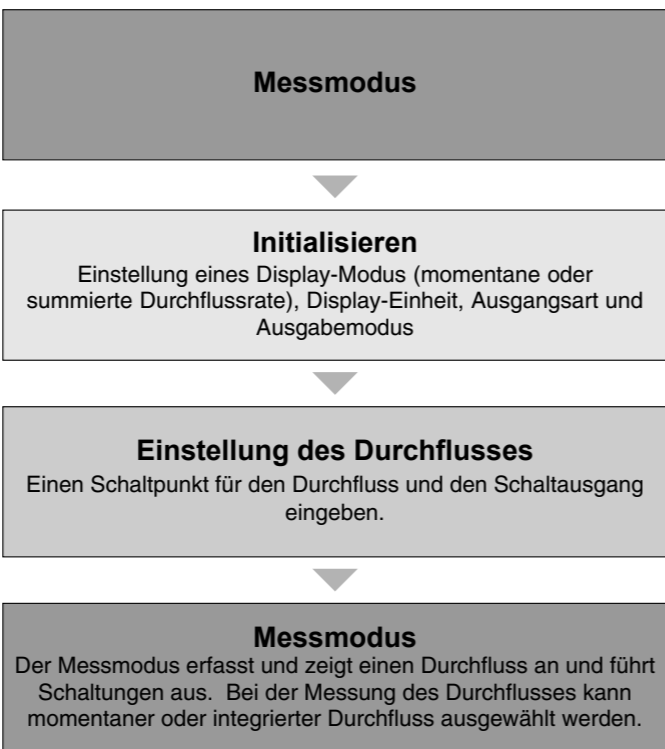 Messmodus
Initialisieren
Einstellung eines Display-Modus (momentane oder
summierte Durchflussrate), Display-Einheit, Ausgangsart und
Ausgabemodus
Einstellung des Durchflusses
Einen Schaltpunkt für den Durchfluss und den Schaltausgang
eingeben.
Messmodus
Der Messmodus erfasst und zeigt einen Durchfluss an und führt
Schaltungen aus.  Bei der Messung des Durchflusses kann
momentaner oder integrierter Durchfluss ausgewählt werden.